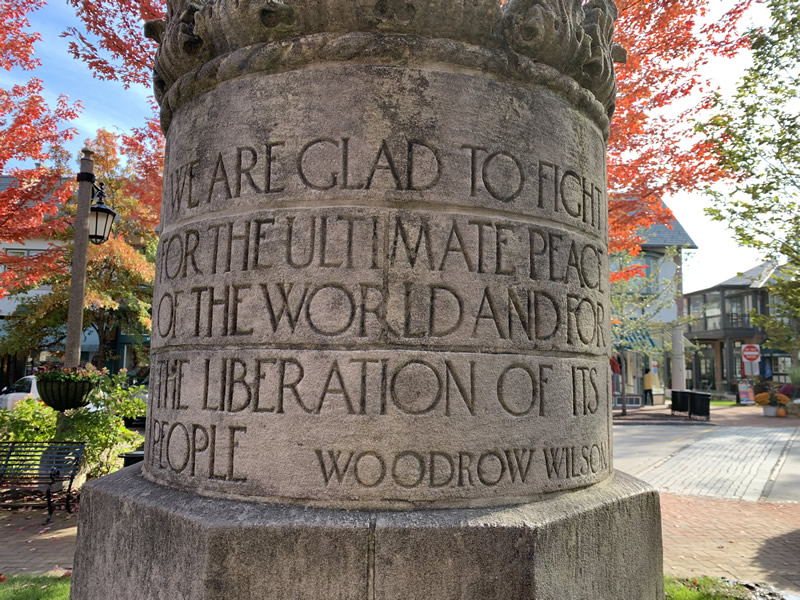 WE ARE GLAD TO FIGHT
FOR THE ULTIMATE PEACE
OF THE WORLD AND FOR
THE LIBERATION OF ITS
PEOPLE WOODROW WILSON